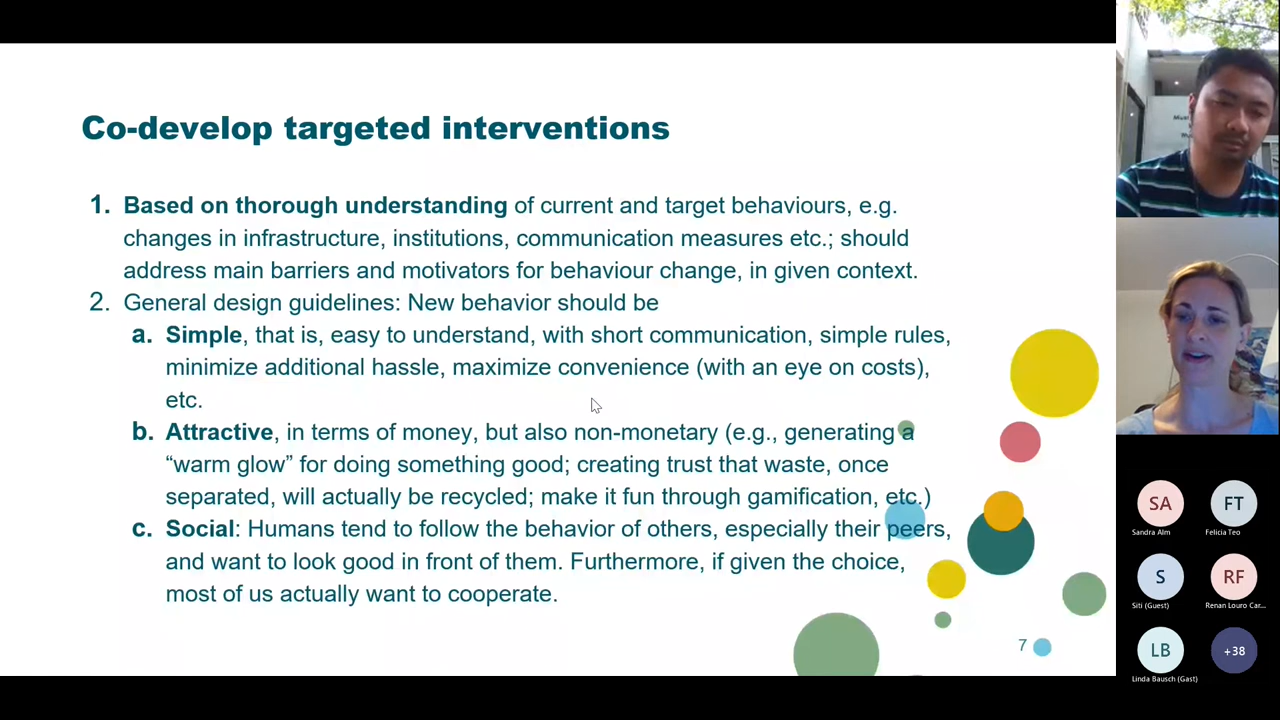 Co-develop targeted interventions
1. Based on thorough understanding of current and target behaviours, e.g.
changes in infrastructure, institutions, communication measures etc.; should
address main barriers and motivators for behaviour change, in given context.
2. General design guidelines: New behavior should be
a. Simple, that is, easy to understand, with short communication, simple rules,
minimize additional hassle, maximize convenience (with an eye on costs),
etc.
b. Attractive, in terms of money, but also non-monetary (e.g., generating a
“warm glow” for doing something good; creating trust that waste, once
separated, will actually be recycled; make it fun through gamification, etc.)
c. Social: Humans tend to follow the behavior of others, especially their peers,
and want to look good in front of them. Furthermore, if given the choice,
most of us actually want to cooperate.
7
SA
Sandra Alm
FT
Felicia Teo
S
Siti (Guest)
RF
Renan Louro Car...
LB
Linda Bausch (Gast)
+38